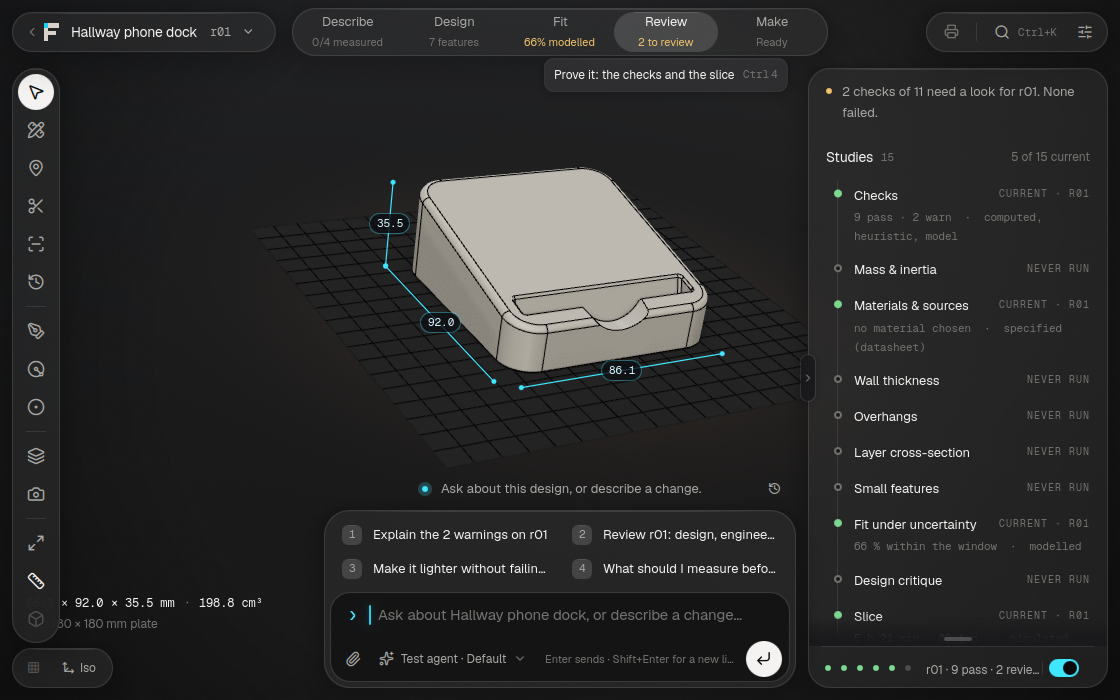 Hallway phone dock r01
Describe
0/4 measured
Design
7 features
Fit
66% modelled
Review
2 to review
Make
Ready
Ctrl+K
Prove it: the checks and the slice Ctrl 4
2 checks of 11 need a look for r01. None
failed.
Studies 15 5 of 15 current
Checks CURRENT · R01
9 pass · 2 warn · computed,
heuristic, model
Mass & inertia NEVER RUN
Materials & sources CURRENT · R01
no material chosen · specified
(datasheet)
Wall thickness NEVER RUN
Overhangs NEVER RUN
Layer cross-section NEVER RUN
Small features NEVER RUN
Fit under uncertainty CURRENT · R01
66 % within the window · modelled
Design critique NEVER RUN
Slice CURRENT · R01
r01 · 9 pass · 2 revie…
35.5
92.0
86.1
Ask about this design, or describe a change.
1 Explain the 2 warnings on r01
2 Review r01: design, enginee…
3 Make it lighter without failin…
4 What should I measure befo…
Ask about Hallway phone dock, or describe a change…
Test agent · Default
Enter sends · Shift+Enter for a new li…
× 92.0 × 35.5 mm · 198.8 cm³
80 × 180 mm plate
Iso